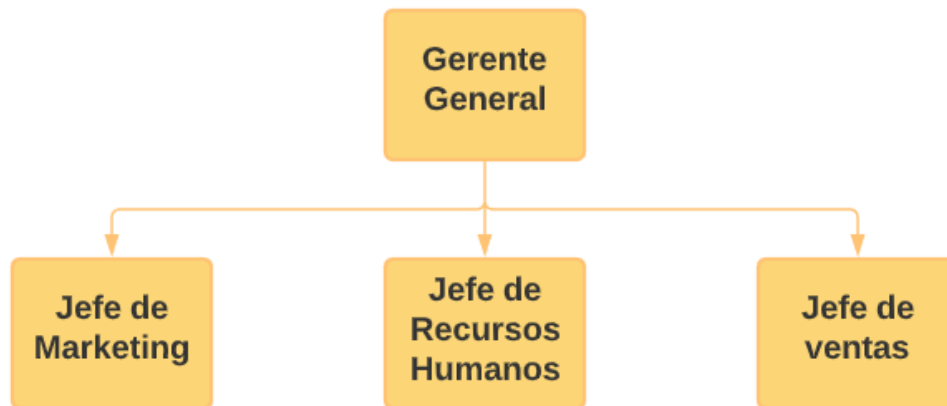 Gerente
General
Jefe de
Marketing
Jefe de
Recursos
Humanos
Jefe de
ventas